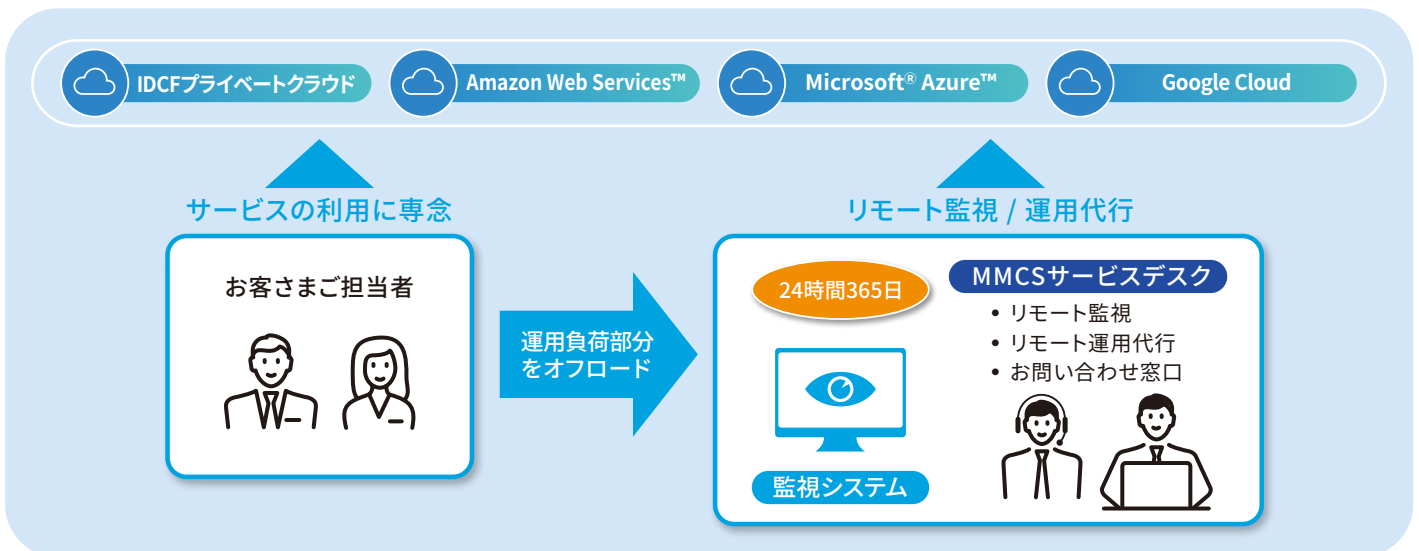 IDCFプライベートクラウド
Amazon Web Services™
Microsoft® Azure™
Google Cloud
サービスの利用に専念
リモート監視 / 運用代行
お客さまご担当者
運用負荷部分
をオフロード
24時間365日
監視システム
MMCSサービスデスク
• リモート監視
• リモート運用代行
• お問い合わせ窓口